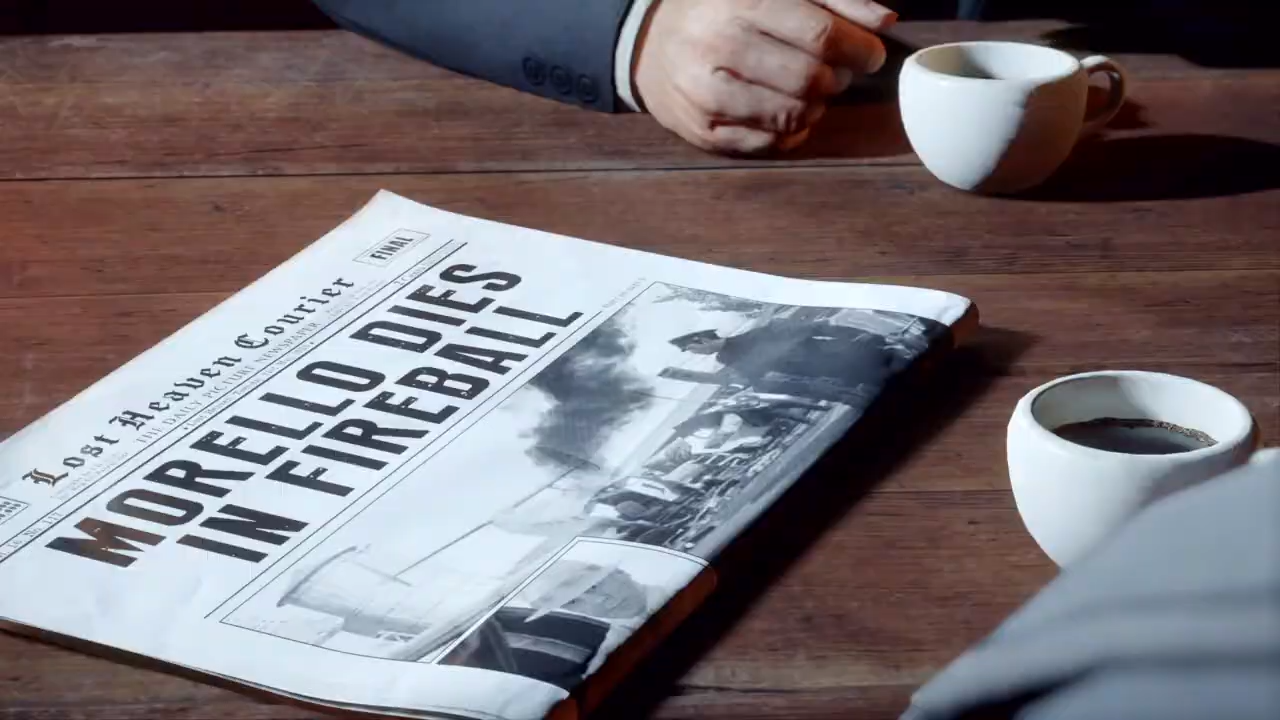 FINAL
Lost Heaven Courier
THE DAILY PICTURE NEWSPAPER
MORELLO DIES
IN FIREBALL